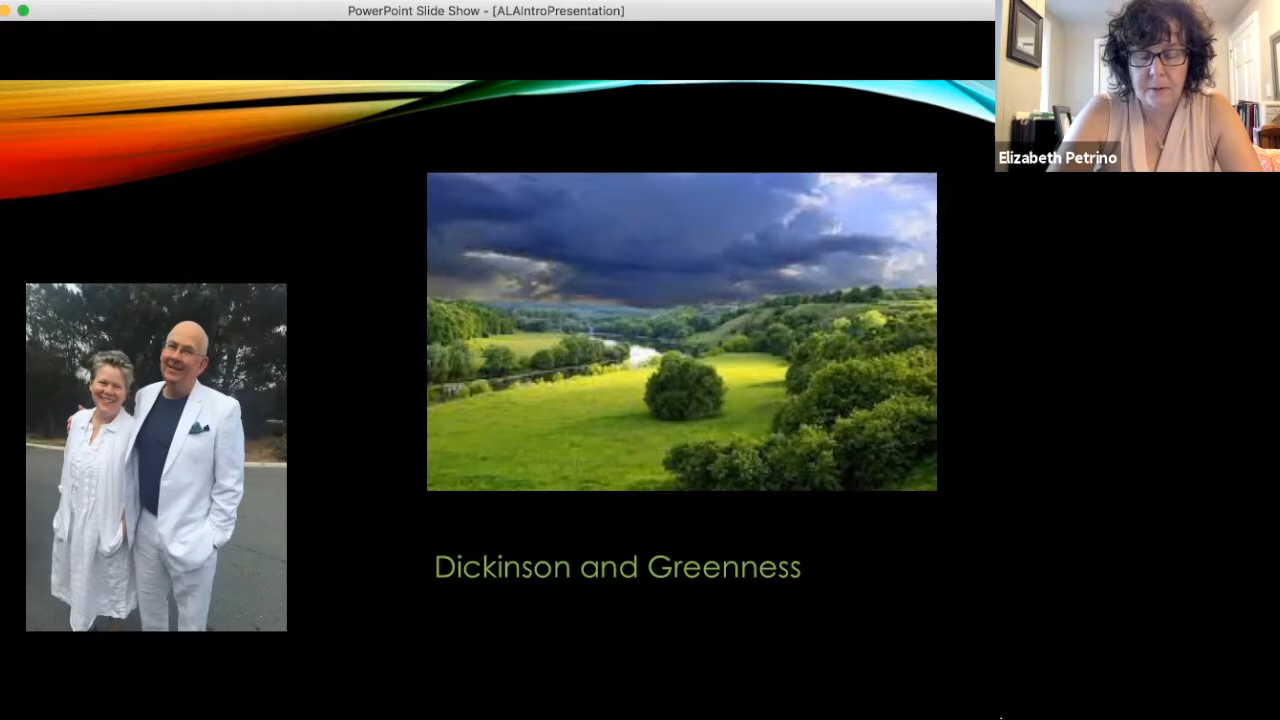 PowerPoint Slide Show - [ALAIntroPresentation]
Elizabeth Petrino
Dickinson and Greenness